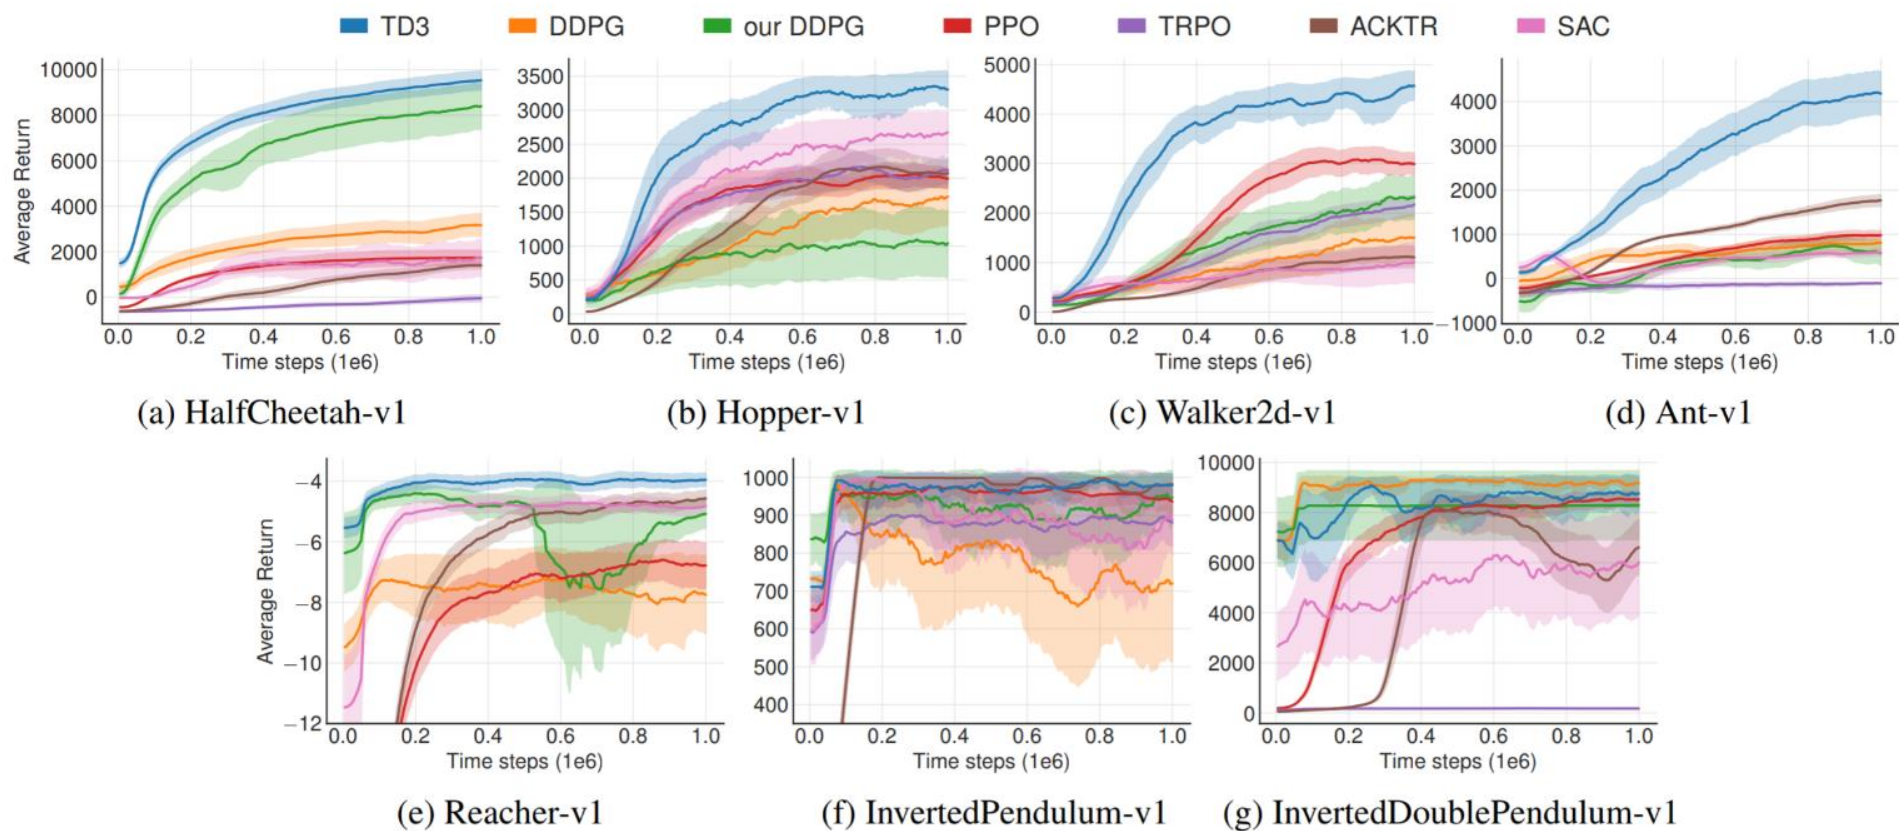 TD3 DDPG our DDPG PPO TRPO ACKTR SAC
Average Return
10000
8000
6000
4000
2000
0
0.0 0.2 0.4 0.6 0.8 1.0
Time steps (1e6)
(a) HalfCheetah-v1
3500
3000
2500
2000
1500
1000
500
0
0.0 0.2 0.4 0.6 0.8 1.0
Time steps (1e6)
(b) Hopper-v1
5000
4000
3000
2000
1000
0
0.0 0.2 0.4 0.6 0.8 1.0
Time steps (1e6)
(c) Walker2d-v1
4000
3000
2000
1000
0
−1000
0.0 0.2 0.4 0.6 0.8 1.0
Time steps (1e6)
(d) Ant-v1
Average Return
−4
−6
−8
−10
−12
0.0 0.2 0.4 0.6 0.8 1.0
Time steps (1e6)
(e) Reacher-v1
1000
900
800
700
600
500
400
0.0 0.2 0.4 0.6 0.8 1.0
Time steps (1e6)
(f) InvertedPendulum-v1
10000
8000
6000
4000
2000
0
0.0 0.2 0.4 0.6 0.8 1.0
Time steps (1e6)
(g) InvertedDoublePendulum-v1